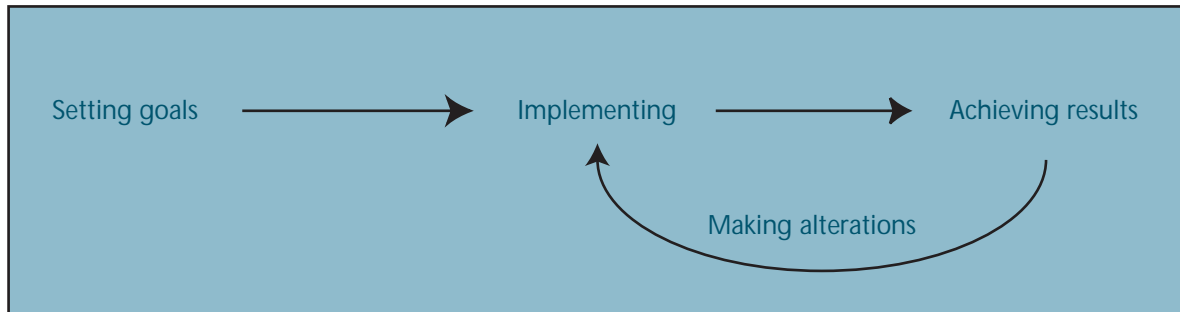 Setting goals
Implementing
Achieving results
Making alterations